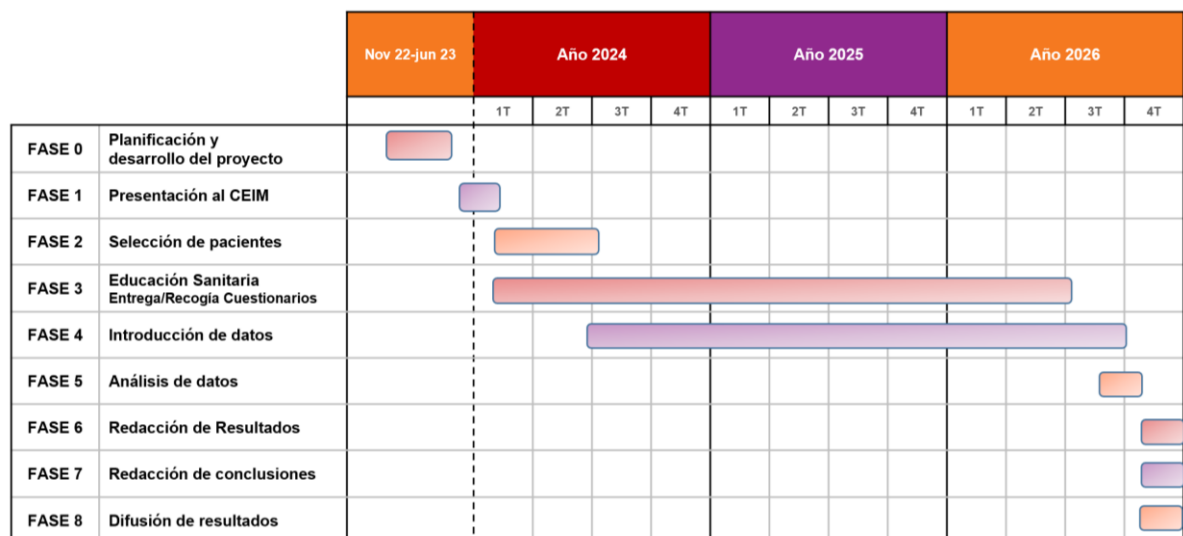 Nov 22-jun 23 Año 2024 Año 2025 Año 2026
1T 2T 3T 4T 1T 2T 3T 4T 1T 2T 3T 4T
FASE 0 Planificación y
desarrollo del proyecto
FASE 1 Presentación al CEIM
FASE 2 Selección de pacientes
FASE 3 Educación Sanitaria
Entrega/Recogía Cuestionarios
FASE 4 Introducción de datos
FASE 5 Análisis de datos
FASE 6 Redacción de Resultados
FASE 7 Redacción de conclusiones
FASE 8 Difusión de resultados